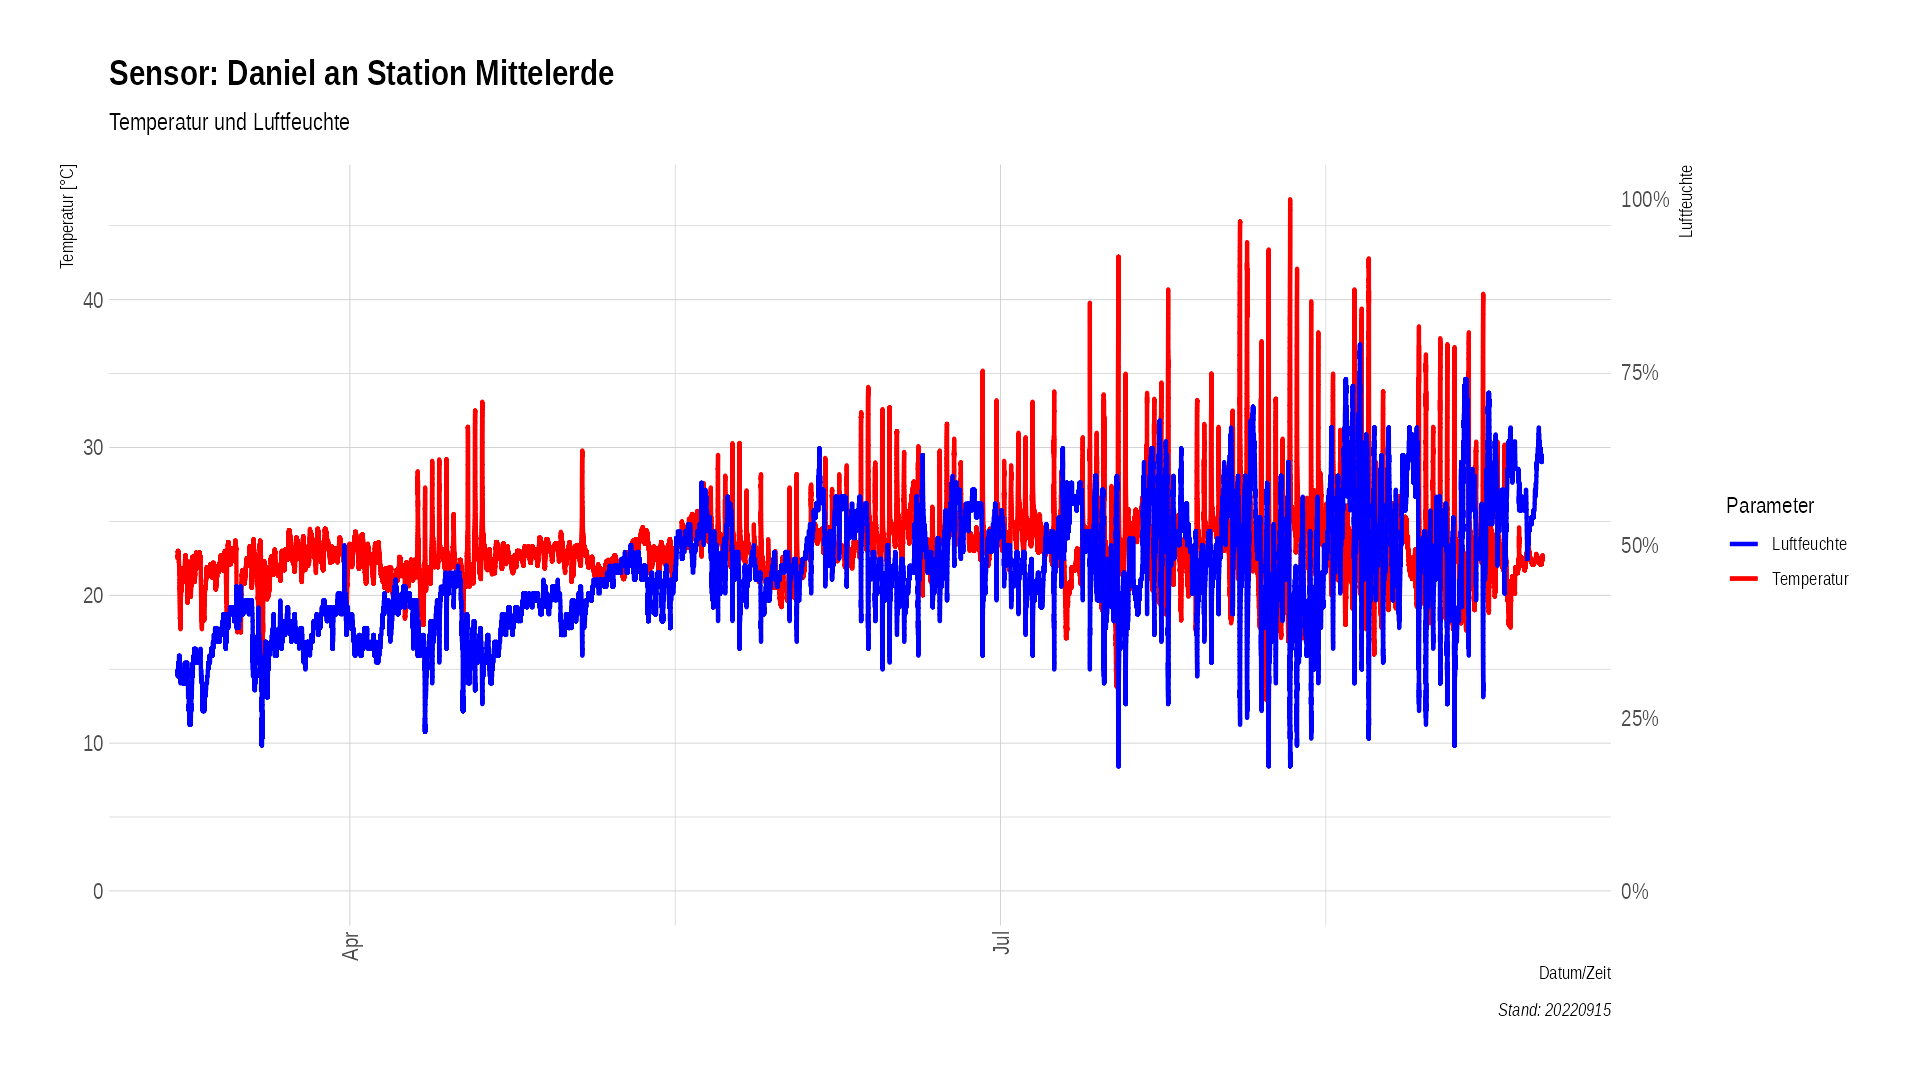 Sensor: Daniel an Station Mittelerde
Temperatur und Luftfeuchte
Temperatur [°C]
40
30
20
10
0
100%
75%
50%
25%
0%
Luftfeuchte
Apr
Jul
Datum/Zeit
Stand: 20220915
Parameter
Luftfeuchte
Temperatur